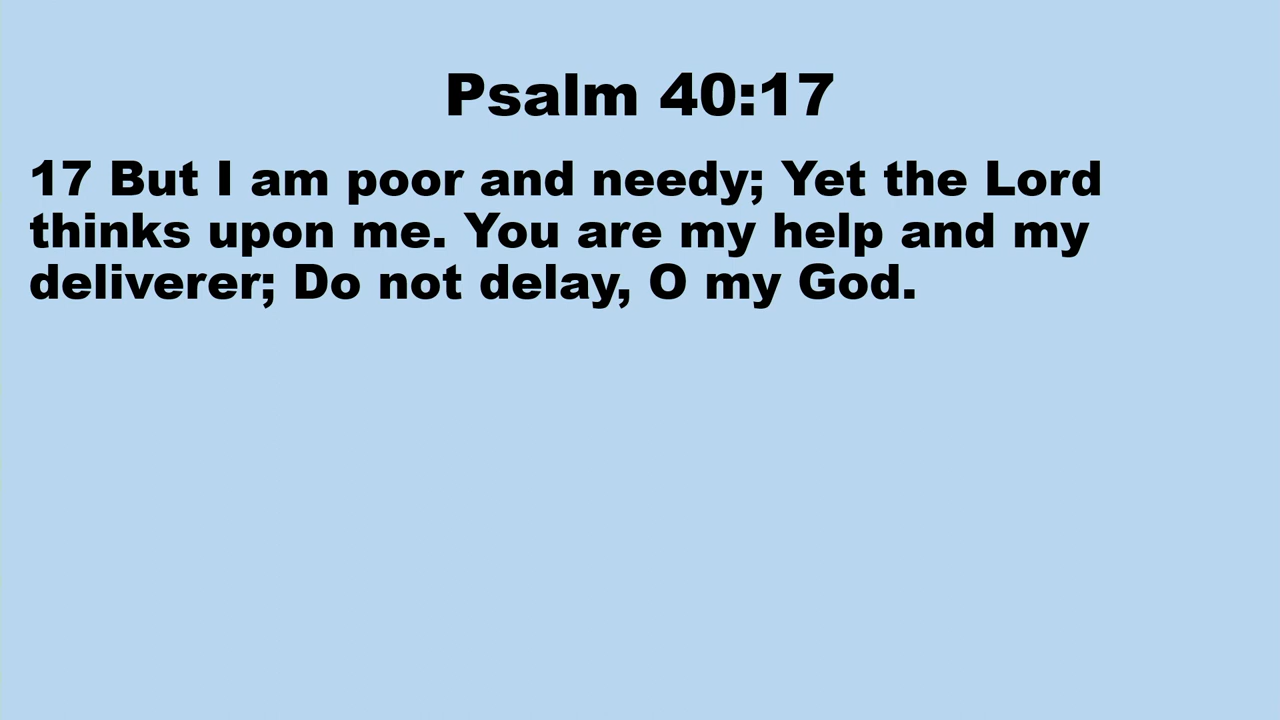 Psalm 40:17
17 But I am poor and needy; Yet the Lord
thinks upon me. You are my help and my
deliverer; Do not delay, O my God.